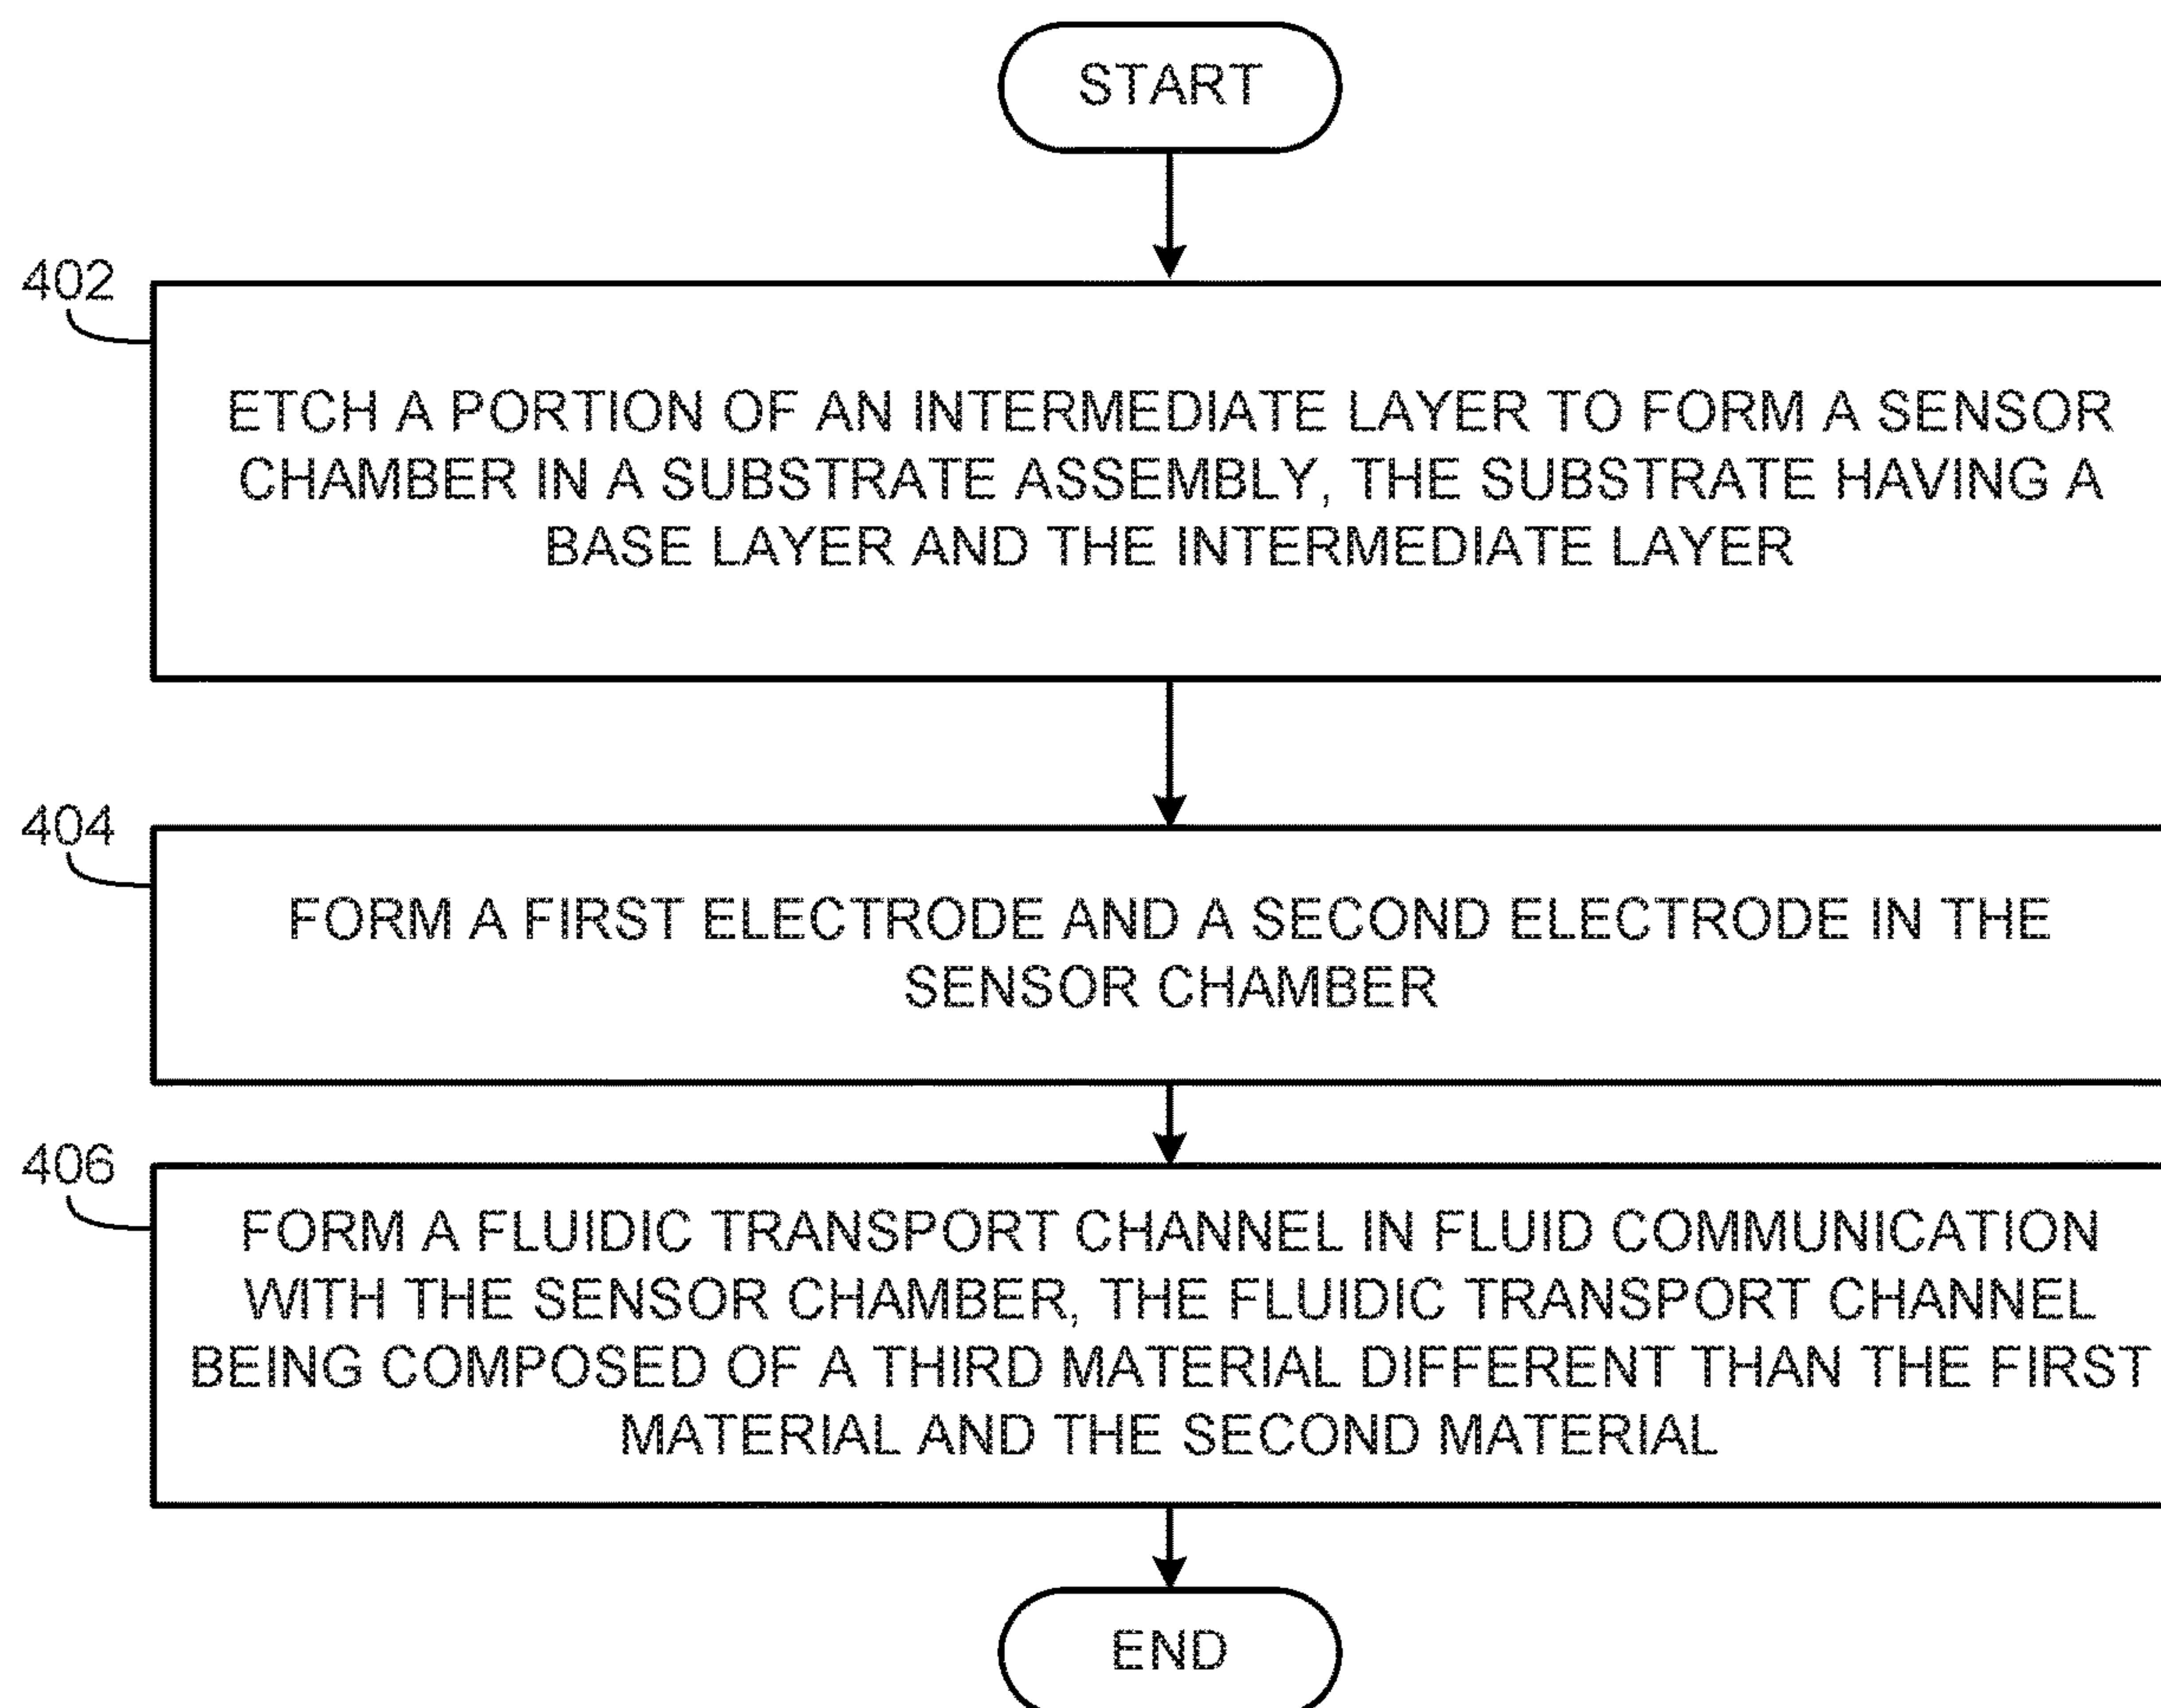 START
402
ETCH A PORTION OF AN INTERMEDIATE LAYER TO FORM A SENSOR
CHAMBER IN A SUBSTRATE ASSEMBLY, THE SUBSTRATE HAVING A
BASE LAYER AND THE INTERMEDIATE LAYER
404
FORM A FIRST ELECTRODE AND A SECOND ELECTRODE IN THE
SENSOR CHAMBER
406
FORM A FLUIDIC TRANSPORT CHANNEL IN FLUID COMMUNICATION
WITH THE SENSOR CHAMBER, THE FLUIDIC TRANSPORT CHANNEL
BEING COMPOSED OF A THIRD MATERIAL DIFFERENT THAN THE FIRST
MATERIAL AND THE SECOND MATERIAL
END